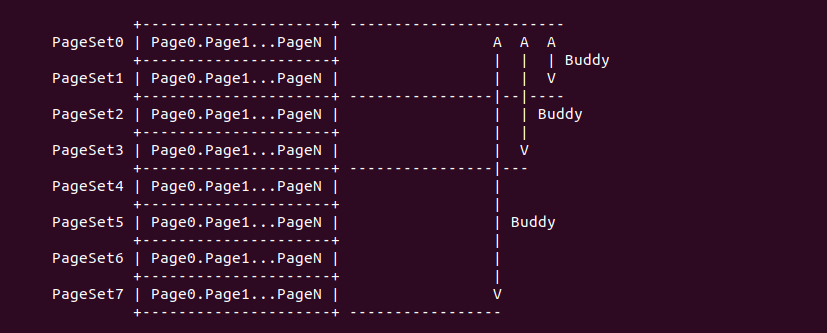 +---------------------+ ------------------------
PageSet0 | Page0.Page1...PageN |                 A  A  A
         +---------------------+                 |  |  | Buddy
PageSet1 | Page0.Page1...PageN |                 |  |  V
         +---------------------+ ----------------|--|----
PageSet2 | Page0.Page1...PageN |                 |  | Buddy
         +---------------------+                 |  |
PageSet3 | Page0.Page1...PageN |                 |  V
         +---------------------+ ----------------|---
PageSet4 | Page0.Page1...PageN |                 |
         +---------------------+                 |
PageSet5 | Page0.Page1...PageN |                 | Buddy
         +---------------------+                 |
PageSet6 | Page0.Page1...PageN |                 |
         +---------------------+                 |
PageSet7 | Page0.Page1...PageN |                 V
         +---------------------+ -----------------